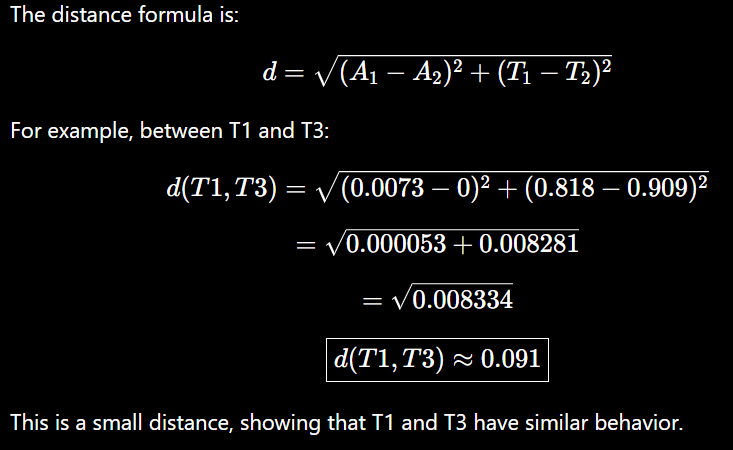 The distance formula is:
d = √(A₁ − A₂)² + (T₁ − T₂)²
For example, between T1 and T3:
d(T1, T3) = √(0.0073 − 0)² + (0.818 − 0.909)²
= √0.000053 + 0.008281
= √0.008334
d(T1, T3) ≈ 0.091
This is a small distance, showing that T1 and T3 have similar behavior.